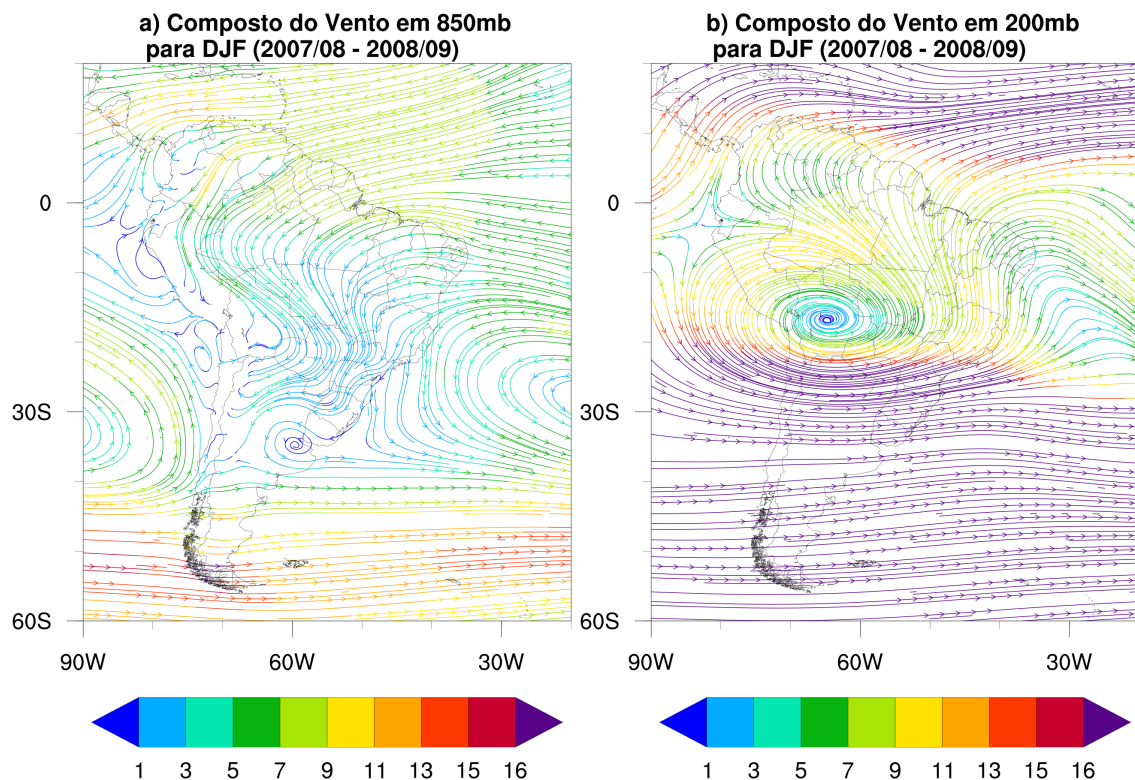 a) Composto do Vento em 850mb
para DJF (2007/08 - 2008/09)
b) Composto do Vento em 200mb
para DJF (2007/08 - 2008/09)
0
30S
60S
90W
60W
30W
0
30S
60S
90W
60W
30W
1 3 5 7 9 11 13 15 16
1 3 5 7 9 11 13 15 16